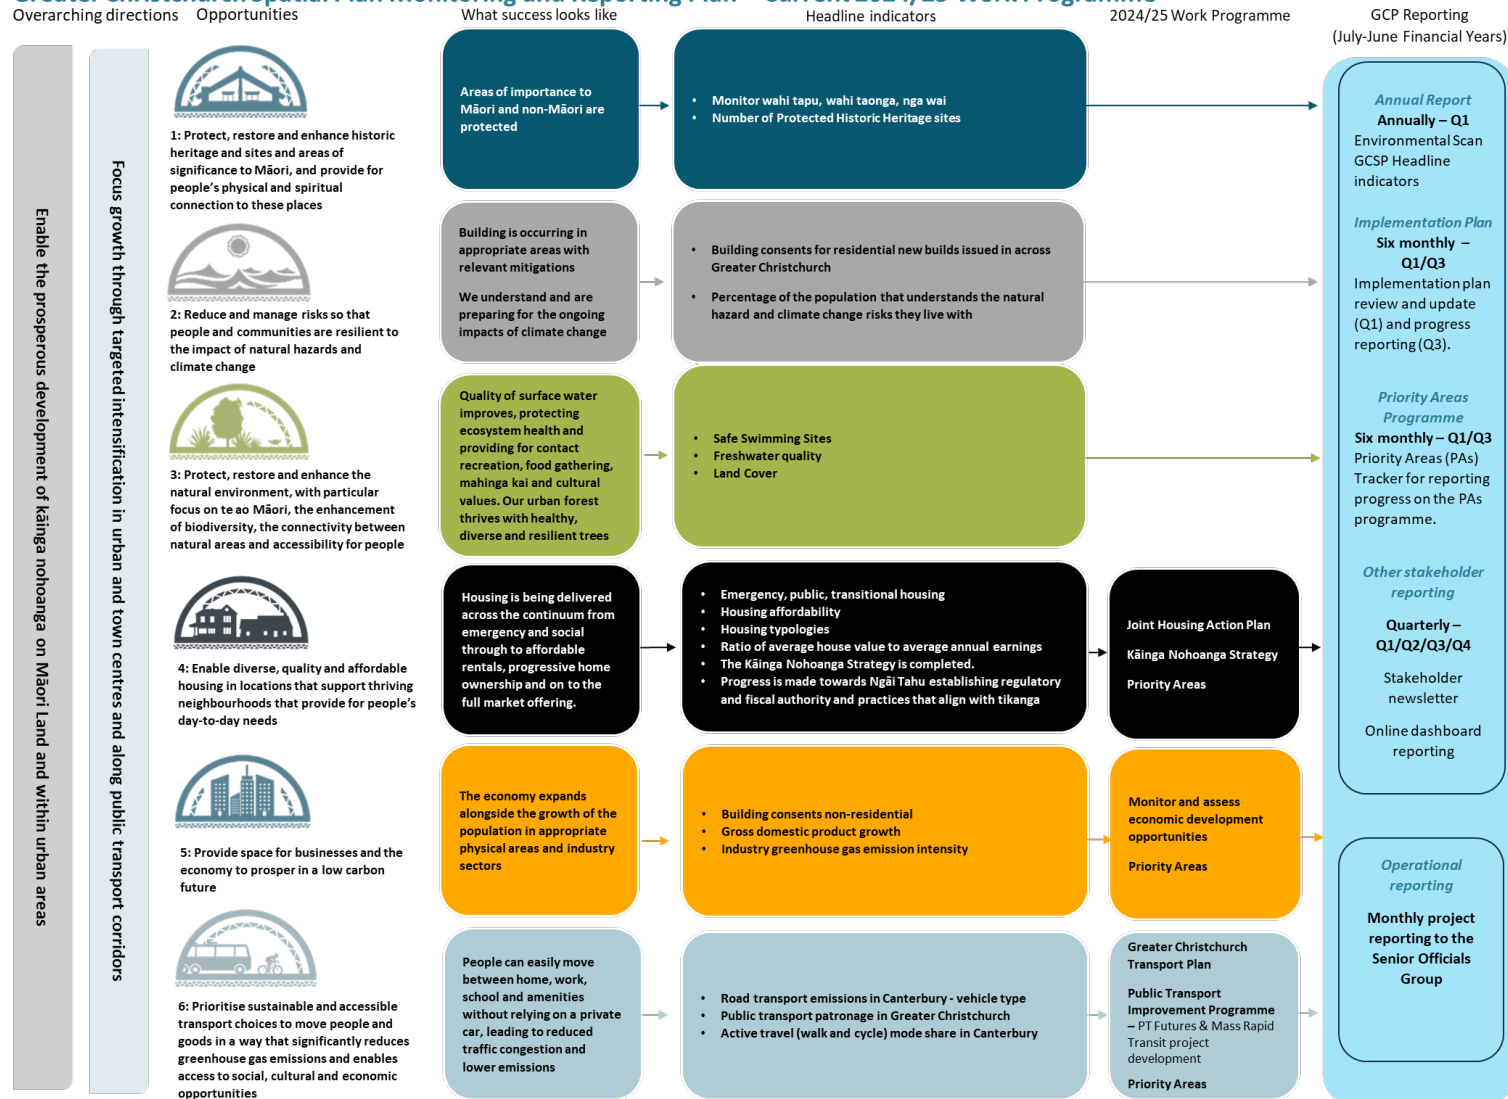 Greater Christchurch Spatial Plan Monitoring and Reporting Plan – Current 2024/25 Work Programme
Overarching directions
Opportunities
What success looks like
Headline indicators
2024/25 Work Programme
GCP Reporting
(July-June Financial Years)
Enable the prosperous development of kāinga nohoanga on Māori Land and within urban areas
Focus growth through targeted intensification in urban and town centres and along public transport corridors
1: Protect, restore and enhance historic
heritage and sites and areas of
significance to Māori, and provide for
people's physical and spiritual
connection to these places
Areas of importance to
Māori and non-Māori are
protected
• Monitor wahi tapu, wahi taonga, nga wai
• Number of Protected Historic Heritage sites
2: Reduce and manage risks so that
people and communities are resilient to
the impact of natural hazards and
climate change
Building is occurring in
appropriate areas with
relevant mitigations
We understand and are
preparing for the ongoing
impacts of climate change
• Building consents for residential new builds issued in across
Greater Christchurch
• Percentage of the population that understands the natural
hazard and climate change risks they live with
3: Protect, restore and enhance the
natural environment, with particular
focus on te ao Māori, the enhancement
of biodiversity, the connectivity between
natural areas and accessibility for people
Quality of surface water
improves, protecting
ecosystem health and
providing for contact
recreation, food gathering,
mahinga kai and cultural
values. Our urban forest
thrives with healthy,
diverse and resilient trees
• Safe Swimming Sites
• Freshwater quality
• Land Cover
4: Enable diverse, quality and affordable
housing in locations that support thriving
neighbourhoods that provide for people's
day-to-day needs
Housing is being delivered
across the continuum from
emergency and social
through to affordable
rentals, progressive home
ownership and on to the
full market offering.
• Emergency, public, transitional housing
• Housing affordability
• Housing typologies
• Ratio of average house value to average annual earnings
• The Kāinga Nohoanga Strategy is completed.
• Progress is made towards Ngāi Tahu establishing regulatory
and fiscal authority and practices that align with tikanga
Joint Housing Action Plan
Kāinga Nohoanga Strategy
Priority Areas
5: Provide space for businesses and the
economy to prosper in a low carbon
future
The economy expands
alongside the growth of the
population in appropriate
physical areas and industry
sectors
• Building consents non-residential
• Gross domestic product growth
• Industry greenhouse gas emission intensity
Monitor and assess
economic development
opportunities
Priority Areas
6: Prioritise sustainable and accessible
transport choices to move people and
goods in a way that significantly reduces
greenhouse gas emissions and enables
access to social, cultural and economic
opportunities
People can easily move
between home, work,
school and amenities
without relying on a private
car, leading to reduced
traffic congestion and
lower emissions
• Road transport emissions in Canterbury - vehicle type
• Public transport patronage in Greater Christchurch
• Active travel (walk and cycle) mode share in Canterbury
Greater Christchurch
Transport Plan
Public Transport
Improvement Programme
– PT Futures & Mass Rapid
Transit project
development
Priority Areas
Annual Report
Annually – Q1
Environmental Scan
GCSP Headline
indicators
Implementation Plan
Six monthly –
Q1/Q3
Implementation plan
review and update
(Q1) and progress
reporting (Q3).
Priority Areas
Programme
Six monthly – Q1/Q3
Priority Areas (PAs)
Tracker for reporting
progress on the PAs
programme.
Other stakeholder
reporting
Quarterly –
Q1/Q2/Q3/Q4
Stakeholder
newsletter
Online dashboard
reporting
Operational
reporting
Monthly project
reporting to the
Senior Officials
Group